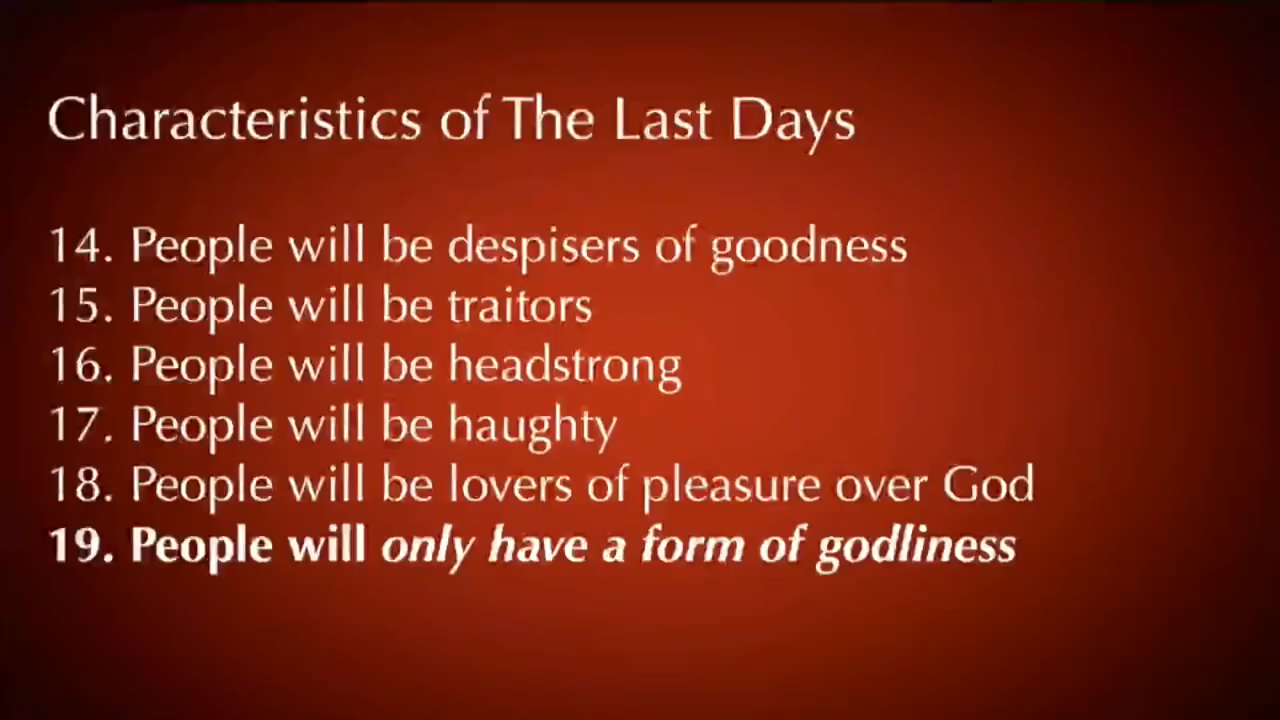 Characteristics of The Last Days
14. People will be despisers of goodness
15. People will be traitors
16. People will be headstrong
17. People will be haughty
18. People will be lovers of pleasure over God
19. People will only have a form of godliness